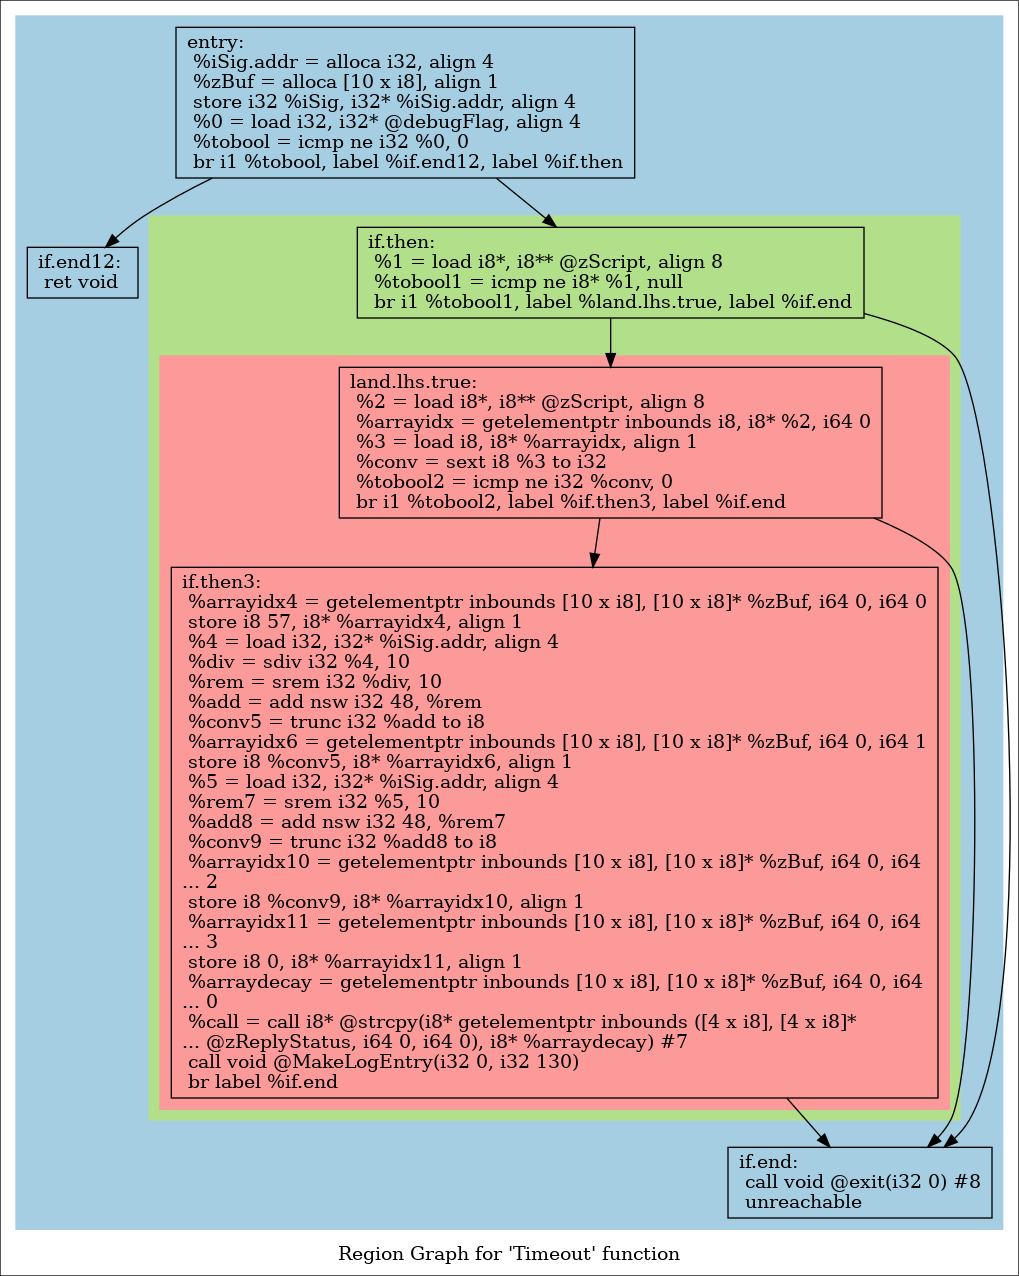 entry:
%iSig.addr = alloca i32, align 4
%zBuf = alloca [10 x i8], align 1
store i32 %iSig, i32* %iSig.addr, align 4
%0 = load i32, i32* @debugFlag, align 4
%tobool = icmp ne i32 %0, 0
br i1 %tobool, label %if.end12, label %if.then
if.end12:
ret void
if.then:
%1 = load i8*, i8** @zScript, align 8
%tobool1 = icmp ne i8* %1, null
br i1 %tobool1, label %land.lhs.true, label %if.end
land.lhs.true:
%2 = load i8*, i8** @zScript, align 8
%arrayidx = getelementptr inbounds i8, i8* %2, i64 0
%3 = load i8, i8* %arrayidx, align 1
%conv = sext i8 %3 to i32
%tobool2 = icmp ne i32 %conv, 0
br i1 %tobool2, label %if.then3, label %if.end
if.then3:
%arrayidx4 = getelementptr inbounds [10 x i8], [10 x i8]* %zBuf, i64 0, i64 0
store i8 57, i8* %arrayidx4, align 1
%4 = load i32, i32* %iSig.addr, align 4
%div = sdiv i32 %4, 10
%rem = srem i32 %div, 10
%add = add nsw i32 48, %rem
%conv5 = trunc i32 %add to i8
%arrayidx6 = getelementptr inbounds [10 x i8], [10 x i8]* %zBuf, i64 0, i64 1
store i8 %conv5, i8* %arrayidx6, align 1
%5 = load i32, i32* %iSig.addr, align 4
%rem7 = srem i32 %5, 10
%add8 = add nsw i32 48, %rem7
%conv9 = trunc i32 %add8 to i8
%arrayidx10 = getelementptr inbounds [10 x i8], [10 x i8]* %zBuf, i64 0, i64
... 2
store i8 %conv9, i8* %arrayidx10, align 1
%arrayidx11 = getelementptr inbounds [10 x i8], [10 x i8]* %zBuf, i64 0, i64
... 3
store i8 0, i8* %arrayidx11, align 1
%arraydecay = getelementptr inbounds [10 x i8], [10 x i8]* %zBuf, i64 0, i64
... 0
%call = call i8* @strcpy(i8* getelementptr inbounds ([4 x i8], [4 x i8]*
... @zReplyStatus, i64 0, i64 0), i8* %arraydecay) #7
call void @MakeLogEntry(i32 0, i32 130)
br label %if.end
if.end:
call void @exit(i32 0) #8
unreachable
Region Graph for 'Timeout' function